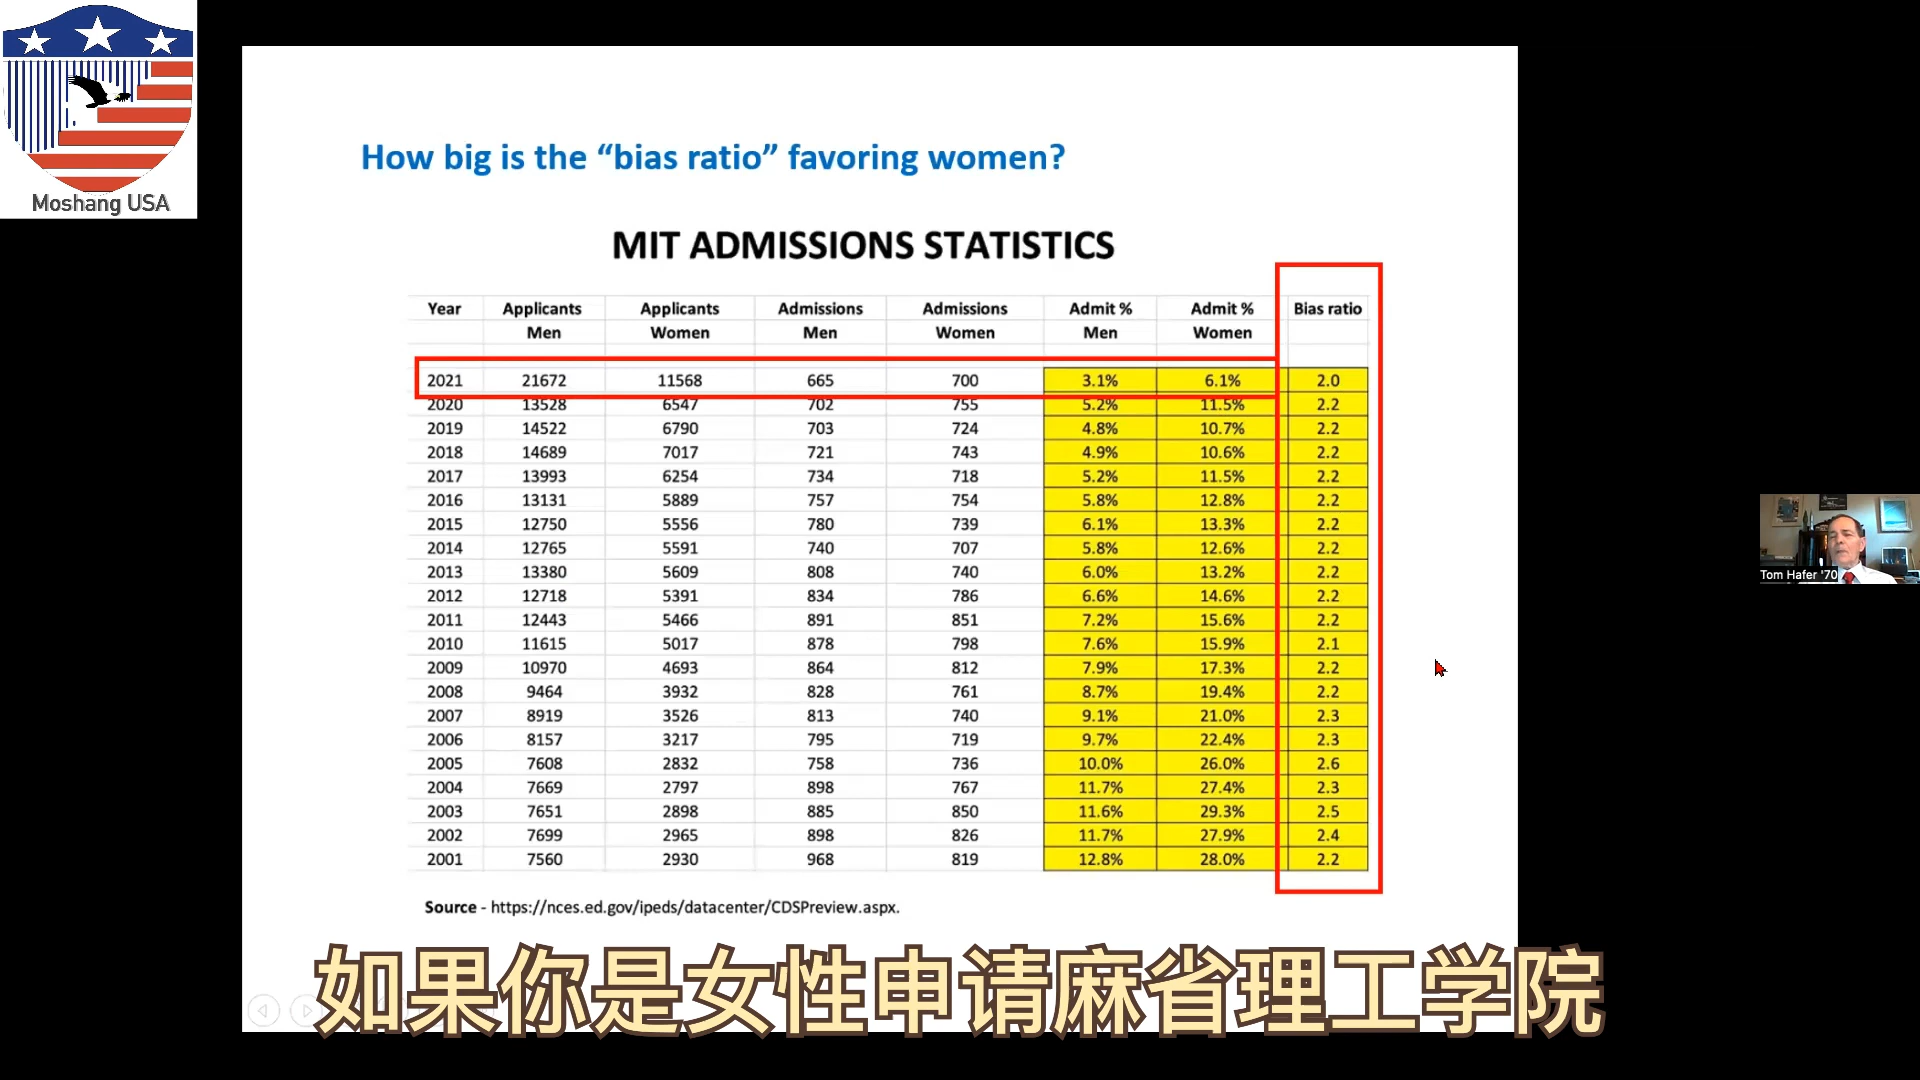 Moshang USA
How big is the “bias ratio” favoring women?
MIT ADMISSIONS STATISTICS
Year Applicants Men Applicants Women Admissions Men Admissions Women Admit % Men Admit % Women Bias ratio
2021 21672 11568 665 700 3.1% 6.1% 2.0
2020 13528 6547 702 755 5.2% 11.5% 2.2
2019 14522 6790 703 724 4.8% 10.7% 2.2
2018 14689 7017 721 743 4.9% 10.6% 2.2
2017 13993 6254 734 718 5.2% 11.5% 2.2
2016 13131 5889 757 754 5.8% 12.8% 2.2
2015 12750 5556 780 739 6.1% 13.3% 2.2
2014 12765 5591 740 707 5.8% 12.6% 2.2
2013 13380 5609 808 740 6.0% 13.2% 2.2
2012 12718 5391 834 786 6.6% 14.6% 2.2
2011 12443 5466 891 851 7.2% 15.6% 2.2
2010 11615 5017 878 798 7.6% 15.9% 2.1
2009 10970 4693 864 812 7.9% 17.3% 2.2
2008 9464 3932 828 761 8.7% 19.4% 2.2
2007 8919 3526 813 740 9.1% 21.0% 2.3
2006 8157 3217 795 719 9.7% 22.4% 2.3
2005 7608 2832 758 736 10.0% 26.0% 2.6
2004 7669 2797 898 767 11.7% 27.4% 2.3
2003 7651 2898 885 850 11.6% 29.3% 2.5
2002 7699 2965 898 826 11.7% 27.9% 2.4
2001 7560 2930 968 819 12.8% 28.0% 2.2
Source - https://nces.ed.gov/ipeds/datacenter/CDSPreview.aspx.
Tom Hafer '70
如果你是女性申请麻省理工学院